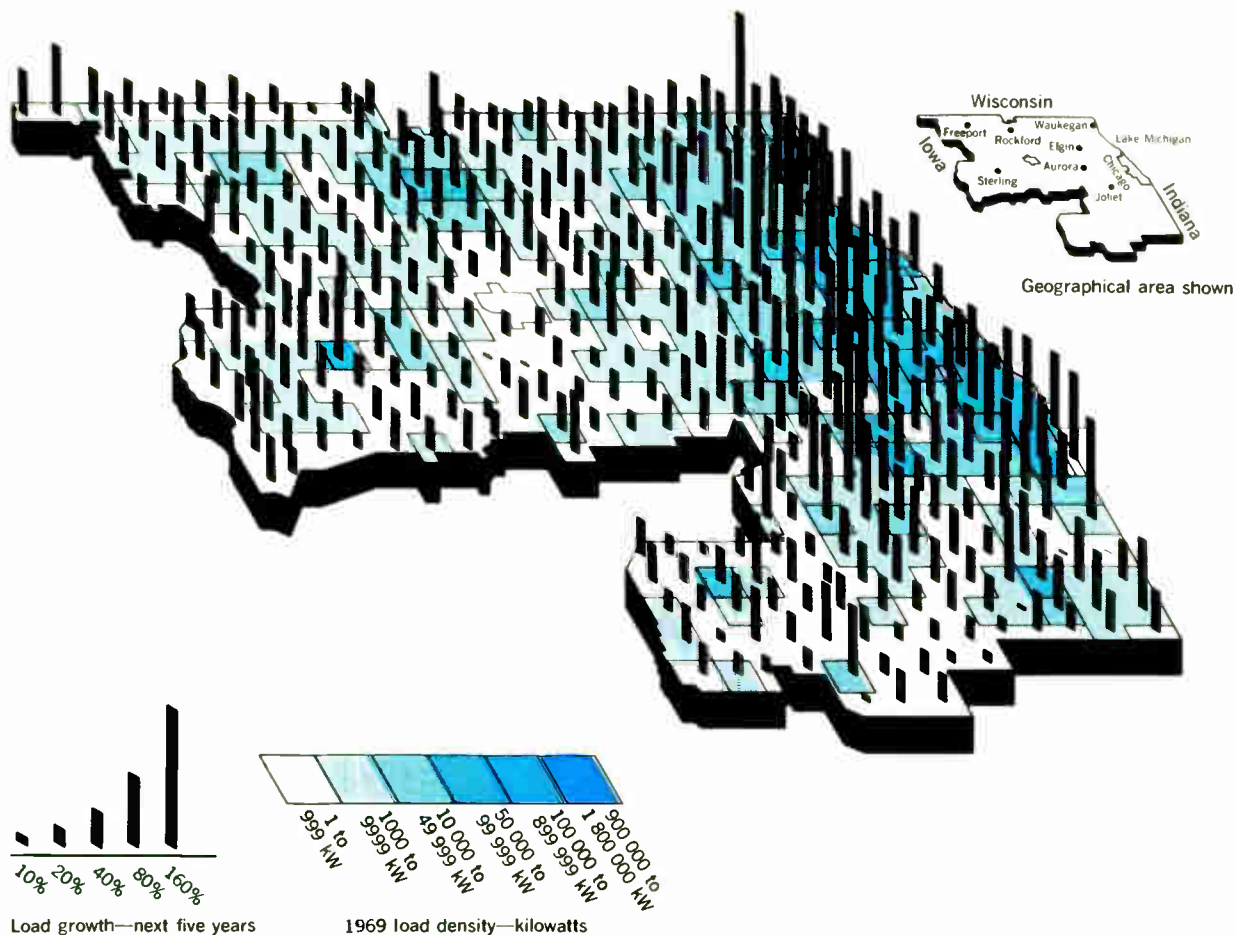 Wisconsin
Freeport
Rockford
Waukegan
Lake Michigan
Elgin
Iowa
Aurora
Chicago
Sterling
Joliet
Indiana
Geographical area shown
10%
20%
40%
80%
160%
Load growth—next five years
1 to
999 kW
1000 to
9999 kW
10 000 to
49 999 kW
50 000 to
99 999 kW
100 000 to
899 999 kW
900 000 to
1 800 000 kW
1969 load density—kilowatts